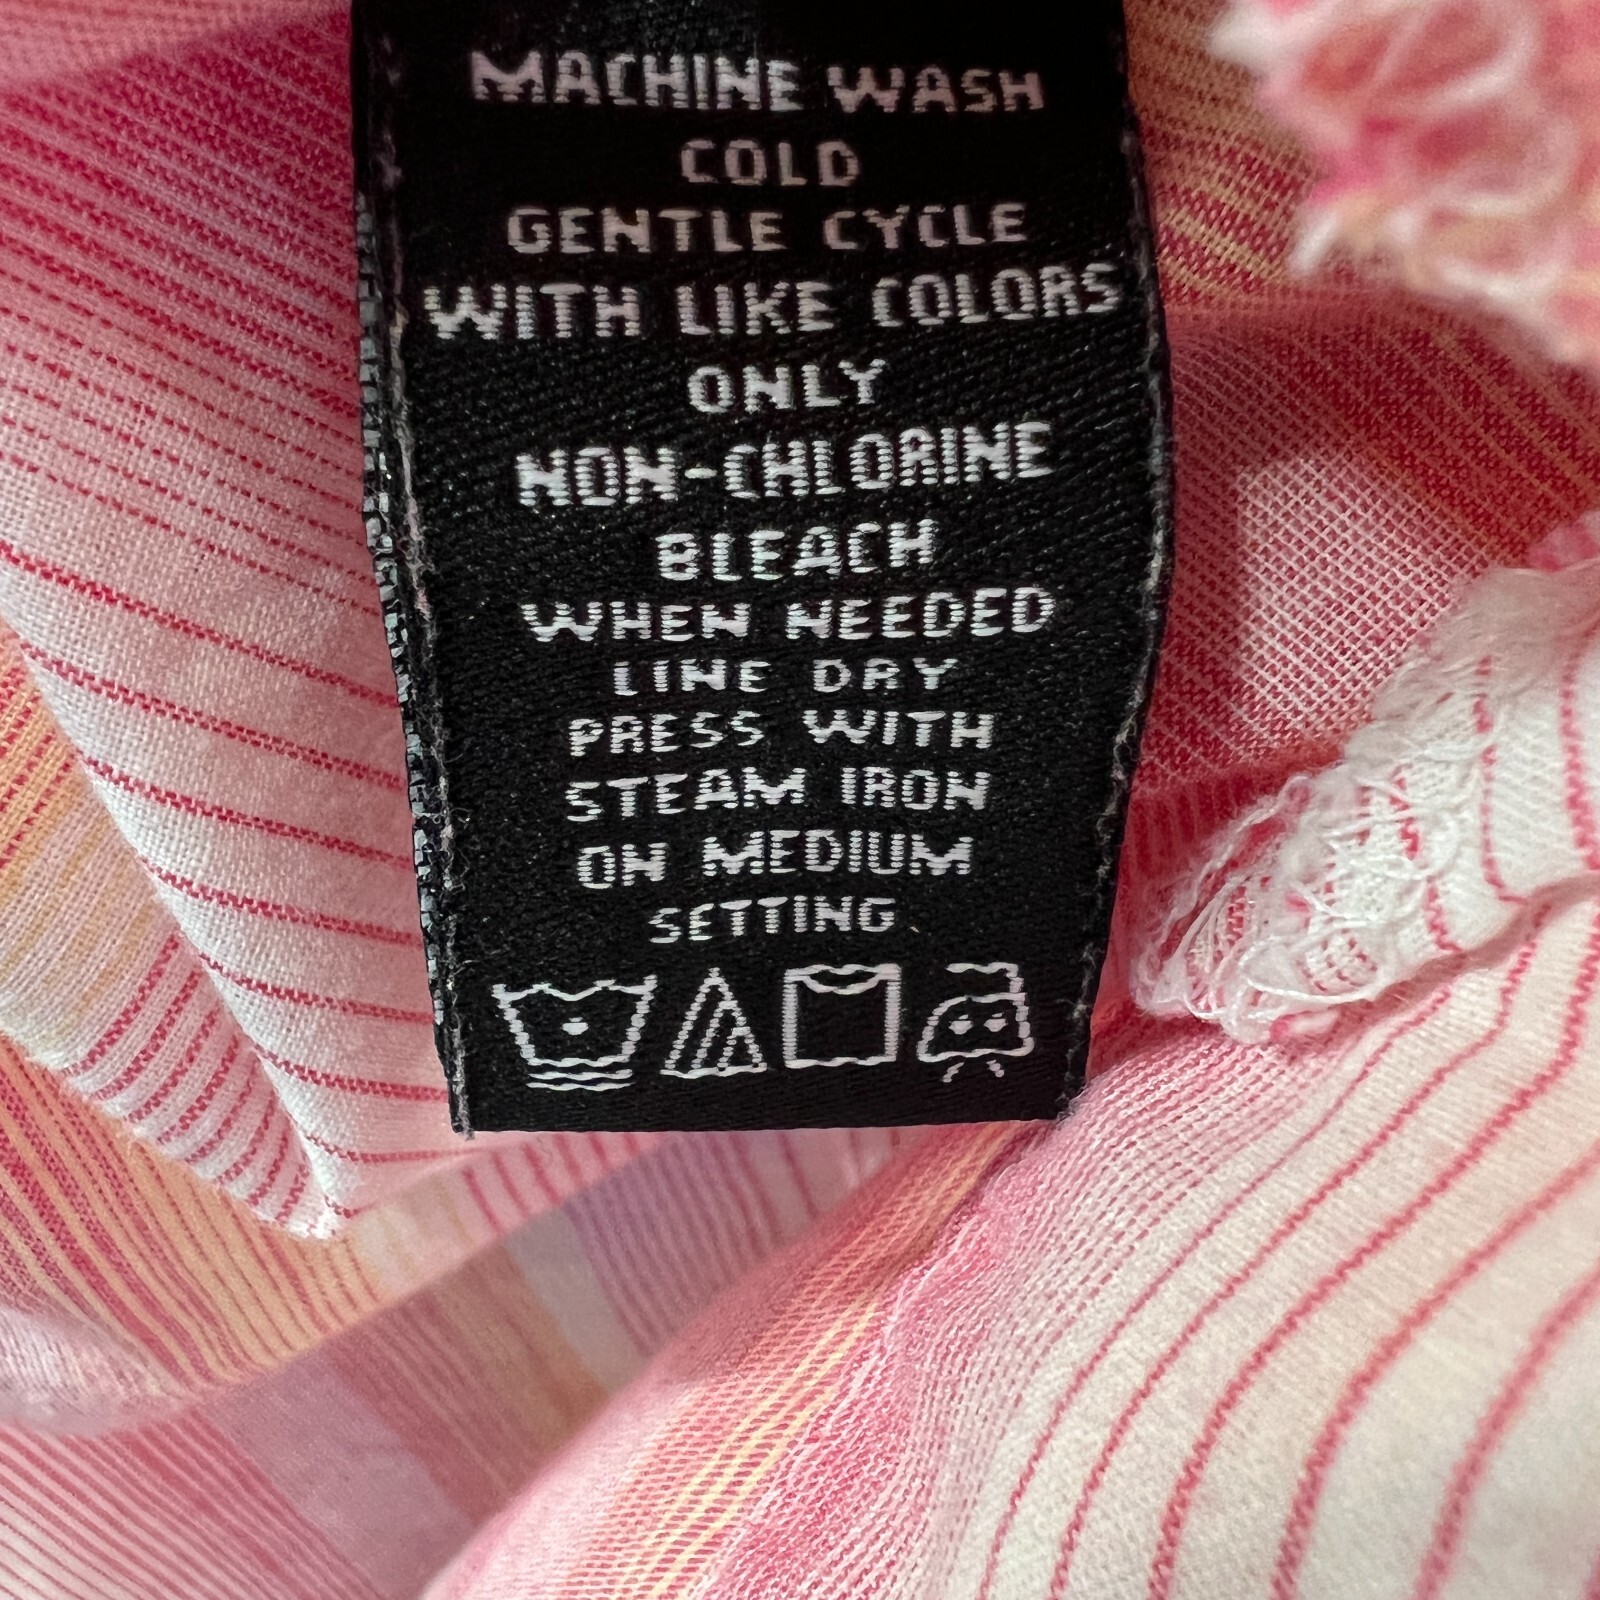 MACHINE WASH
COLD
GENTLE CYCLE
WITH LIKE COLORS
ONLY
NON-CHLORINE
BLEACH
WHEN NEEDED
LINE DRY
PRESS WITH
STEAM IRON
ON MEDIUM
SETTING